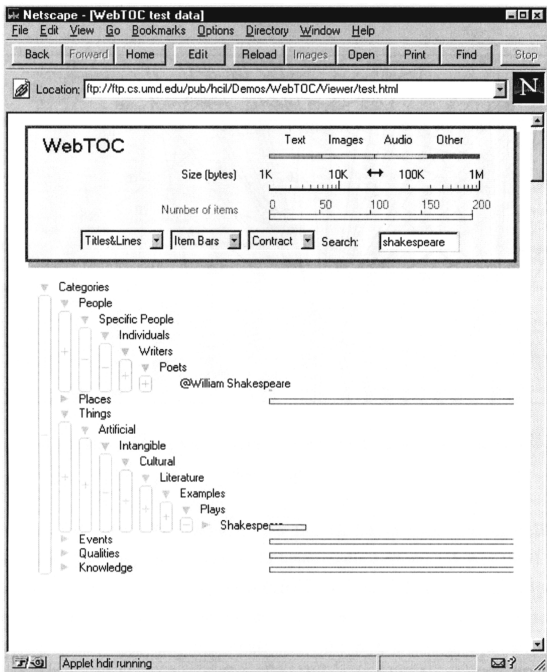 Netscape - [WebTOC test data]
File Edit View Go Bookmarks Options Directory Window Help
Back Forward Home Edit Reload Images Open Print Find Stop
Location: ftp://ftp.cs.umd.edu/pub/hcil/Demos/WebTOC/Viewer/test.html
N
WebTOC
Text Images Audio Other
Size (bytes) 1K 10K 100K 1M
Number of items 0 50 100 150 200
Titles&Lines Item Bars Contract Search: shakespeare
Categories
People
Specific People
Individuals
Writers
Poets
@William Shakespeare
Places
Things
Artificial
Intangible
Cultural
Literature
Examples
Plays
Shakespeare
Events
Qualities
Knowledge
Applet hdir running